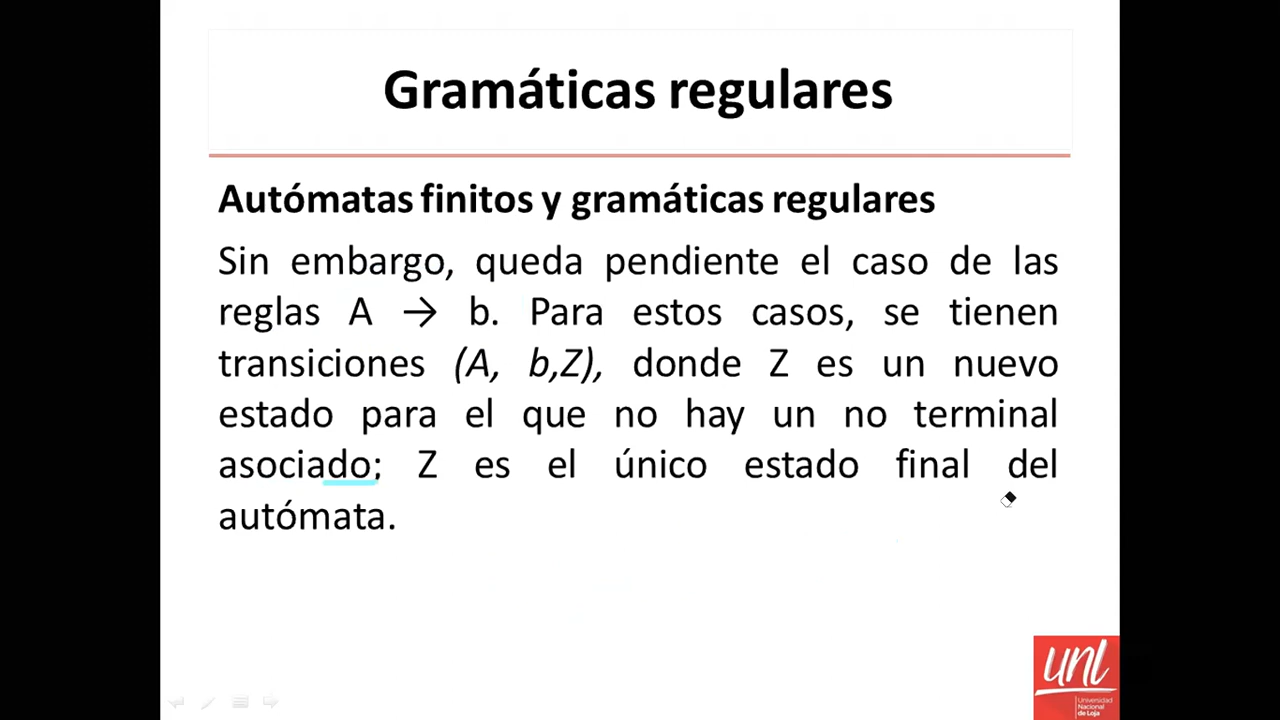 Gramáticas regulares
Autómatas finitos y gramáticas regulares
Sin embargo, queda pendiente el caso de las
reglas A → b. Para estos casos, se tienen
transiciones (A, b,Z), donde Z es un nuevo
estado para el que no hay un no terminal
asociado; Z es el único estado final del
autómata.
unl
Universidad
Nacional
de Loja